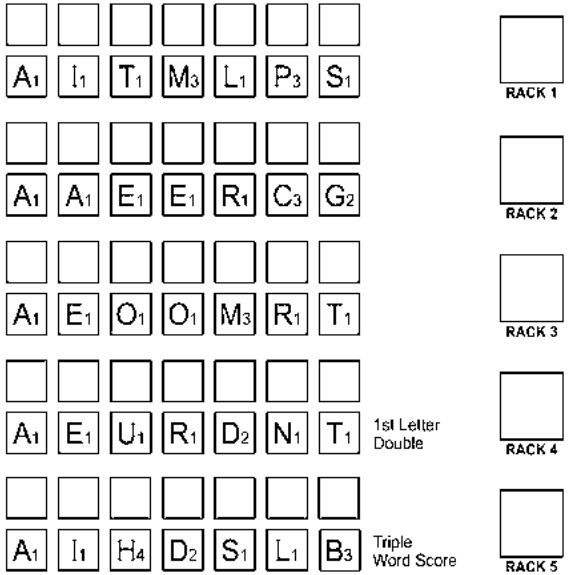 A1 I1 T1 M3 L1 P3 S1
RACK 1
A1 A1 E1 E1 R1 C3 G2
RACK 2
A1 E1 O1 O1 M3 R1 T1
RACK 3
A1 E1 U1 R1 D2 N1 T1
1st Letter
Double
RACK 4
A1 I1 H4 D2 S1 L1 B3
Triple
Word Score
RACK 5